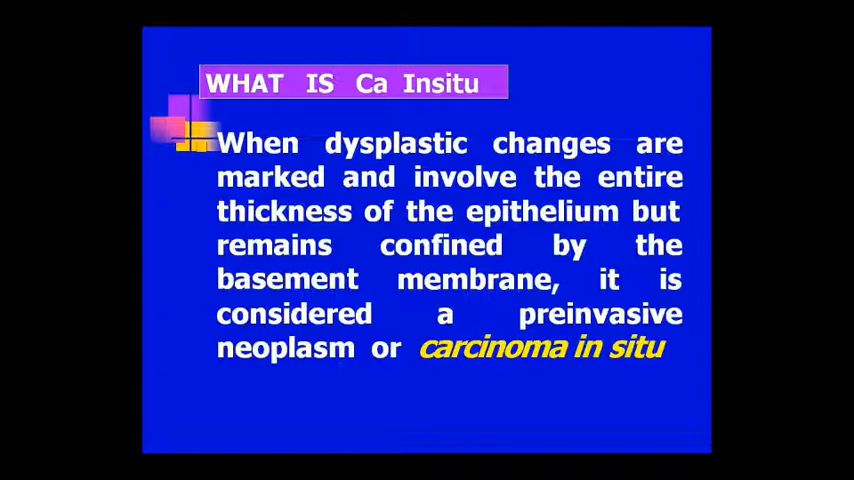 WHAT IS Ca Insitu
When dysplastic changes are
marked and involve the entire
thickness of the epithelium but
remains confined by the
basement membrane, it is
considered a preinvasive
neoplasm or carcinoma in situ